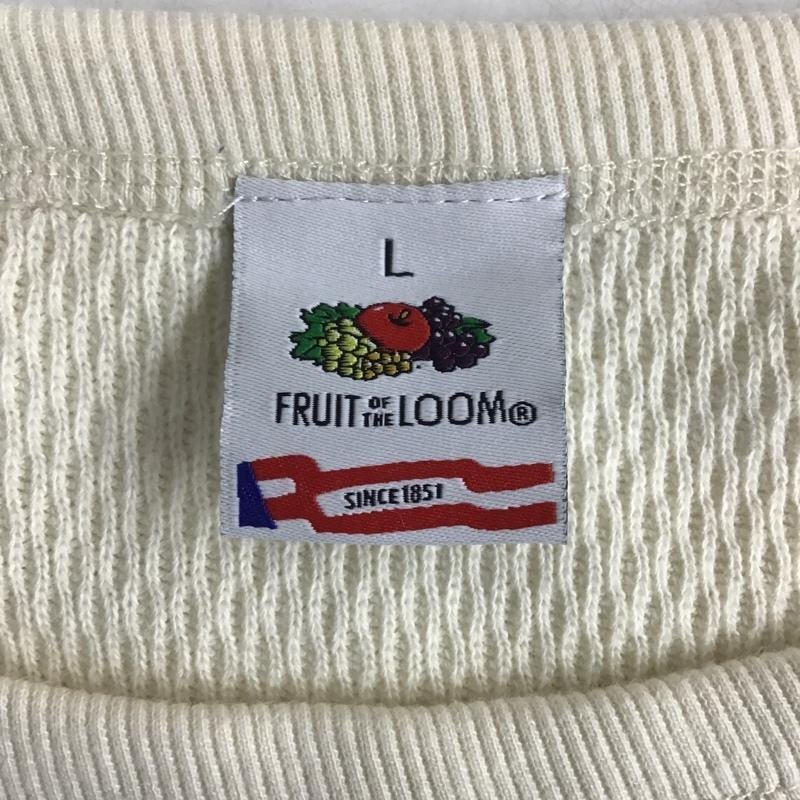 L
FRUIT OF THE LOOM®
SINCE 1851